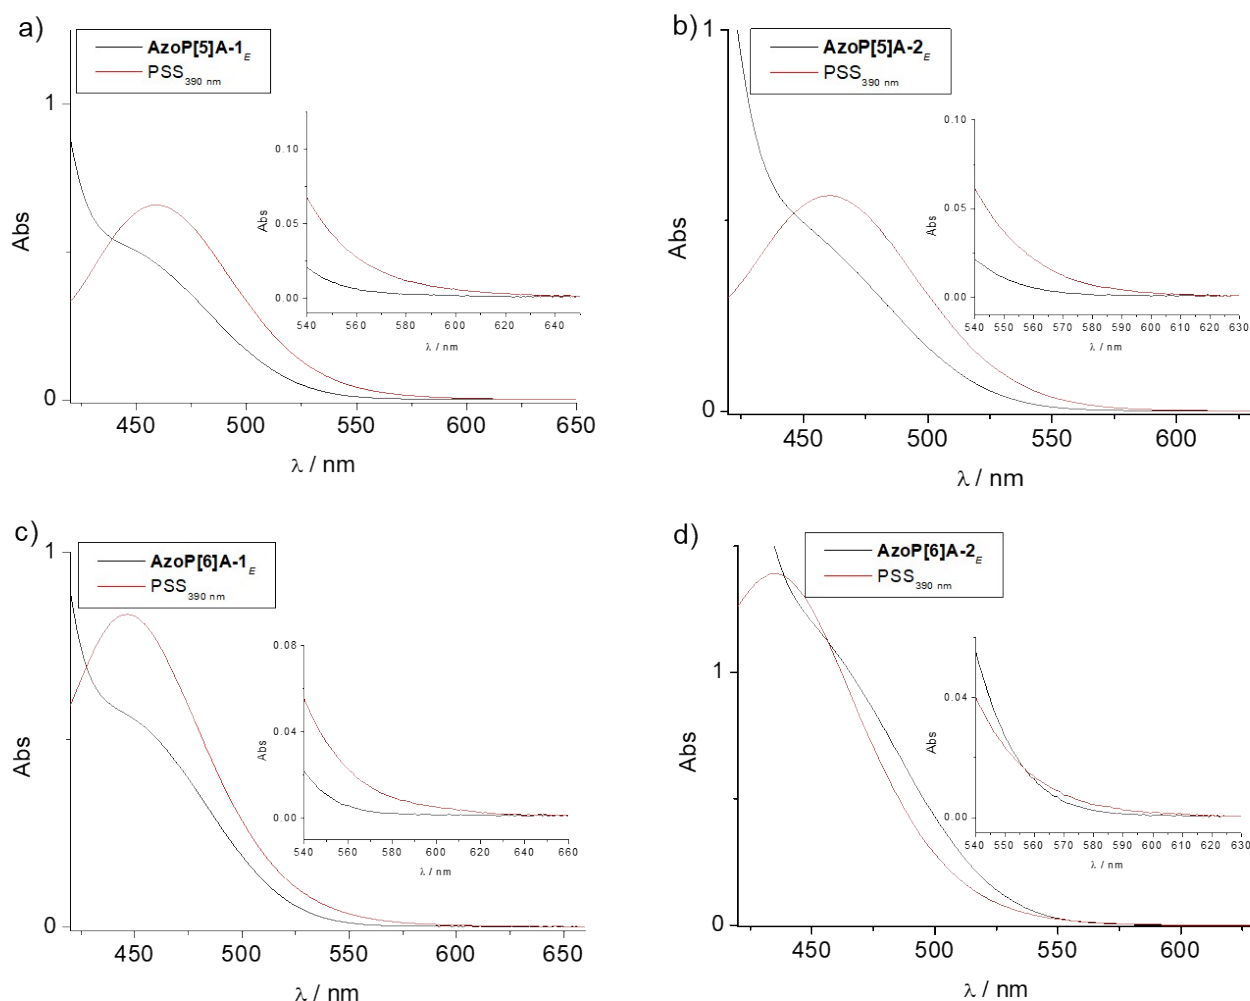 a)
AzoP[5]A-1E
PSS390 nm
1
0
Abs
450 500 550 600 650
λ / nm
0.10
0.05
0.00
Abs
540 560 580 600 620 640
λ / nm
b)
AzoP[5]A-2E
PSS390 nm
1
0
Abs
450 500 550 600
λ / nm
0.10
0.05
0.00
Abs
540 550 560 570 580 590 600 610 620 630
λ / nm
c)
AzoP[6]A-1E
PSS390 nm
1
0
Abs
450 500 550 600 650
λ / nm
0.08
0.04
0.00
Abs
540 560 580 600 620 640 660
λ / nm
d)
AzoP[6]A-2E
PSS390 nm
1
0
Abs
450 500 550 600
λ / nm
0.04
0.00
Abs
540 550 560 570 580 590 600 610 620 630
λ / nm